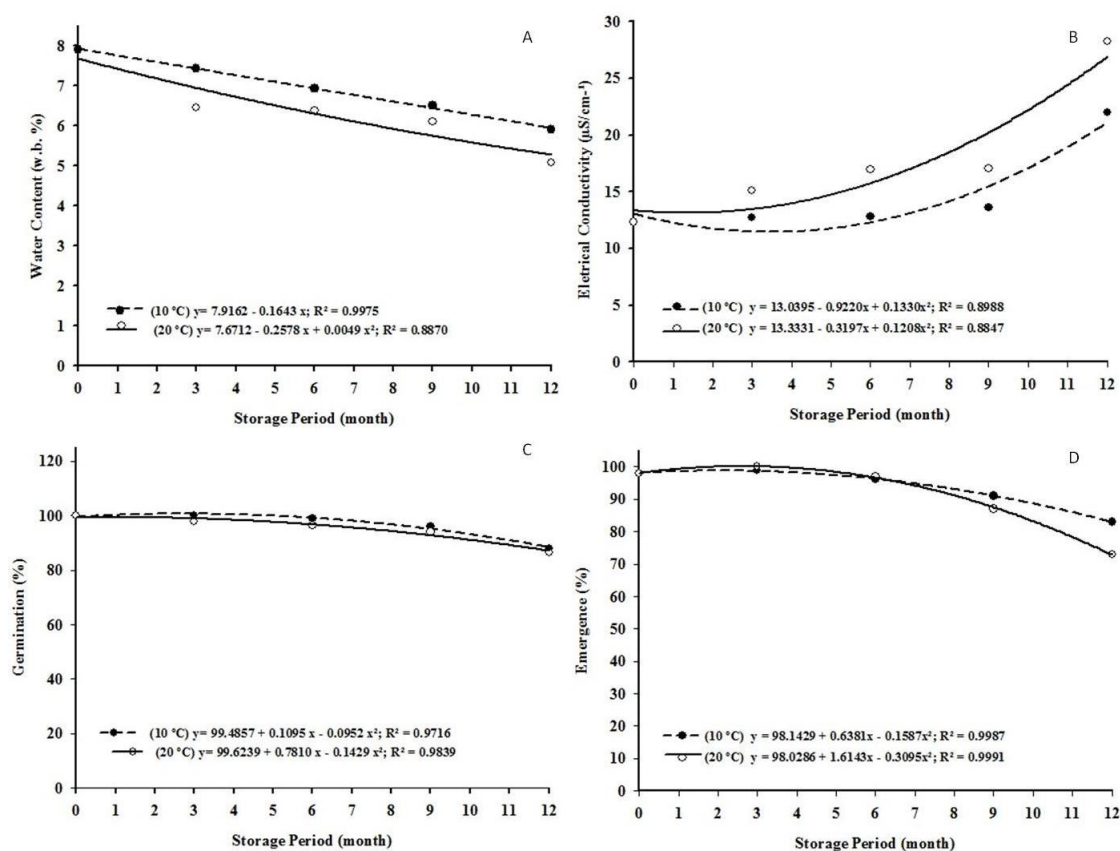 A
8
7
6
5
4
3
2
1
0
Water Content (w.b. %)
(10 °C) y= 7.9162 - 0.1643 x; R² = 0.9975
(20 °C) y= 7.6712 - 0.2578 x + 0.0049 x²; R² = 0.8870
0 1 2 3 4 5 6 7 8 9 10 11 12
Storage Period (month)
B
30
25
20
15
10
5
0
Eletrical Conductivity (µS/cm-¹)
(10 °C) y = 13.0395 - 0.9220x + 0.1330x²; R² = 0.8988
(20 °C) y = 13.3331 - 0.3197x + 0.1208x²; R² = 0.8847
0 1 2 3 4 5 6 7 8 9 10 11 12
Storage Period (month)
C
120
100
80
60
40
20
0
Germination (%)
(10 °C) y= 99.4857 + 0.1095 x - 0.0952 x²; R² = 0.9716
(20 °C) y= 99.6239 + 0.7810 x - 0.1429 x²; R² = 0.9839
0 1 2 3 4 5 6 7 8 9 10 11 12
Storage Period (month)
D
100
90
80
70
60
50
40
30
20
10
0
Emergence (%)
(10 °C) y = 98.1429 + 0.6381x - 0.1587x²; R² = 0.9987
(20 °C) y = 98.0286 + 1.6143x - 0.3095x²; R² = 0.9991
0 1 2 3 4 5 6 7 8 9 10 11 12
Storage Period (month)